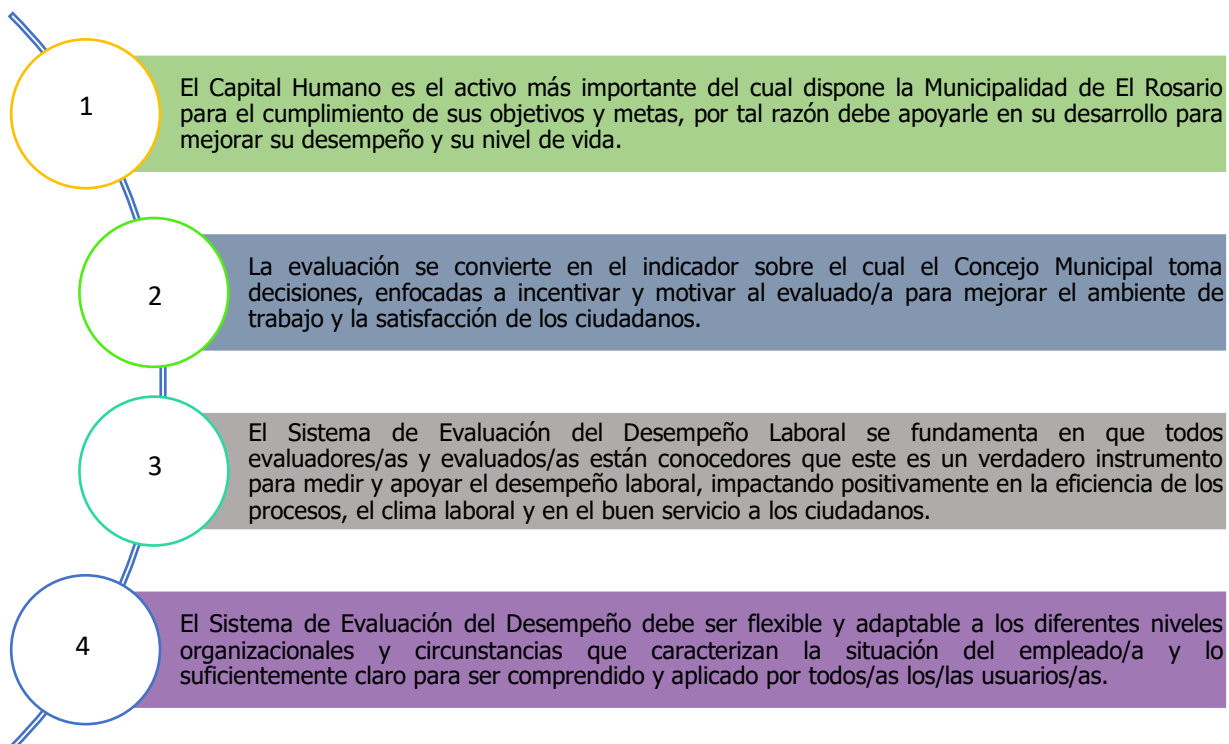 1
El Capital Humano es el activo más importante del cual dispone la Municipalidad de El Rosario
para el cumplimiento de sus objetivos y metas, por tal razón debe apoyarle en su desarrollo para
mejorar su desempeño y su nivel de vida.
2
La evaluación se convierte en el indicador sobre el cual el Concejo Municipal toma
decisiones, enfocadas a incentivar y motivar al evaluado/a para mejorar el ambiente de
trabajo y la satisfacción de los ciudadanos.
3
El Sistema de Evaluación del Desempeño Laboral se fundamenta en que todos
evaluadores/as y evaluados/as están conocedores que este es un verdadero instrumento
para medir y apoyar el desempeño laboral, impactando positivamente en la eficiencia de los
procesos, el clima laboral y en el buen servicio a los ciudadanos.
4
El Sistema de Evaluación del Desempeño debe ser flexible y adaptable a los diferentes niveles
organizacionales y circunstancias que caracterizan la situación del empleado/a y lo
suficientemente claro para ser comprendido y aplicado por todos/as los/las usuarios/as.